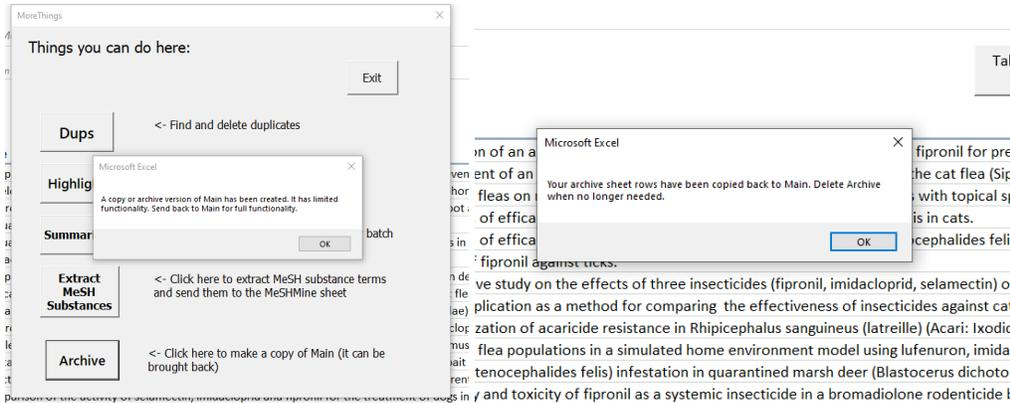 MoreThings
Things you can do here:
Exit
Dups
<- Find and delete duplicates
Microsoft Excel
A copy or archive version of Main has been created. It has limited
functionality. Send back to Main for full functionality.
OK
batch
Extract
MeSH
Substances
<- Click here to extract MeSH substance terms
and send them to the MeSHMine sheet
Archive
<- Click here to make a copy of Main (it can be
brought back)
Microsoft Excel
Your archive sheet rows have been copied back to Main. Delete Archive
when no longer needed.
OK
on of an a
fipronil for pre
ent of an
the cat flea (Sip
fleas on
with topical sp
of effica
is in cats.
of effica
ocephalides feli
fipronil against ticks.
ve study on the effects of three insecticides (fipronil, imidacloprid, selamectin) o
plication as a method for comparing the effectiveness of insecticides against cat
zation of acaricide resistance in Rhipicephalus sanguineus (latreille) (Acari: Ixodic
flea populations in a simulated home environment model using lufenuron, imida
tenocephalides felis) infestation in quarantined marsh deer (Blastocerus dichoto
y and toxicity of fipronil as a systemic insecticide in a bromadiolone rodenticide b